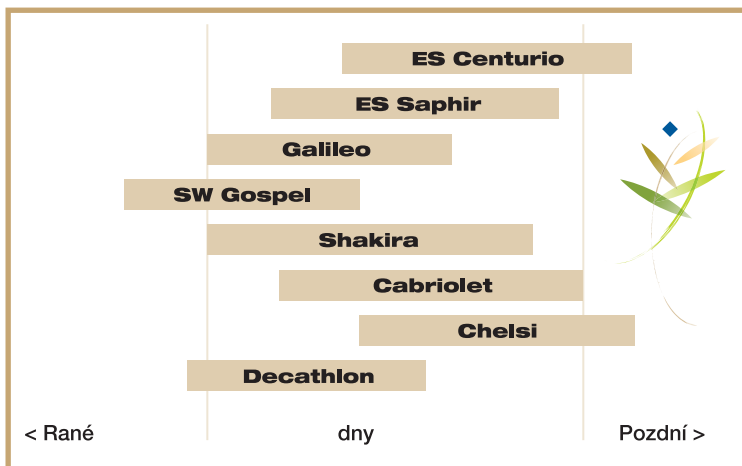 ES Centurio
ES Saphir
Galileo
SW Gospel
Shakira
Cabriolet
Chelsi
Decathlon
< Rané dny Pozdní >